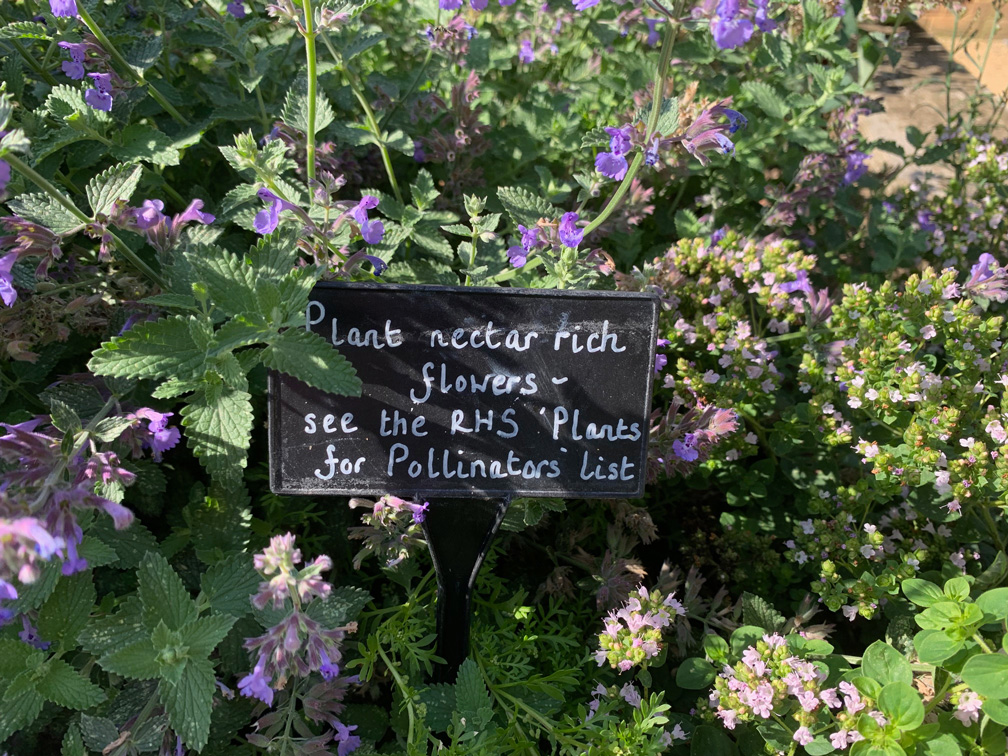 Plant nectar rich
flowers -
see the RHS 'Plants
for Pollinators' list